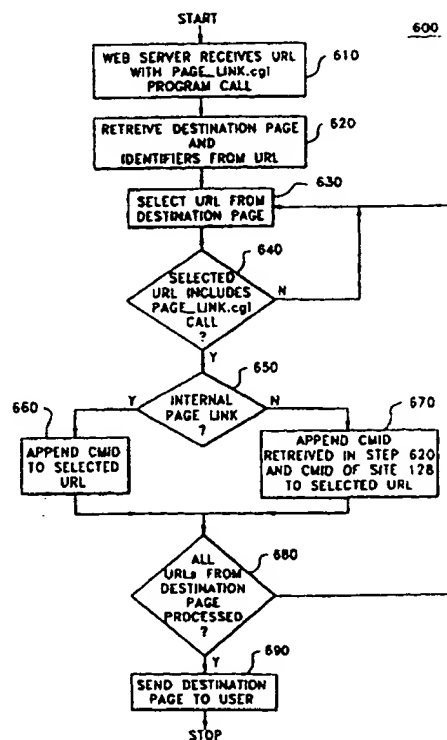 START
600
WEB SERVER RECEIVES URL
WITH PAGE_LINK.cgi
PROGRAM CALL
610
RETREIVE DESTINATION PAGE
AND
IDENTIFIERS FROM URL
620
630
SELECT URL FROM
DESTINATION PAGE
640
SELECTED
URL INCLUDES
PAGE_LINK.cgi
CALL
?
N
Y
650
INTERNAL
PAGE LINK
?
Y
N
660
APPEND CMID
TO SELECTED
URL
670
APPEND CMID
RETREIVED IN STEP 620
AND CMID OF SITE 128
TO SELECTED URL
680
ALL
URLs FROM
DESTINATION
PAGE
PROCESSED
?
Y
690
SEND DESTINATION
PAGE TO USER
STOP